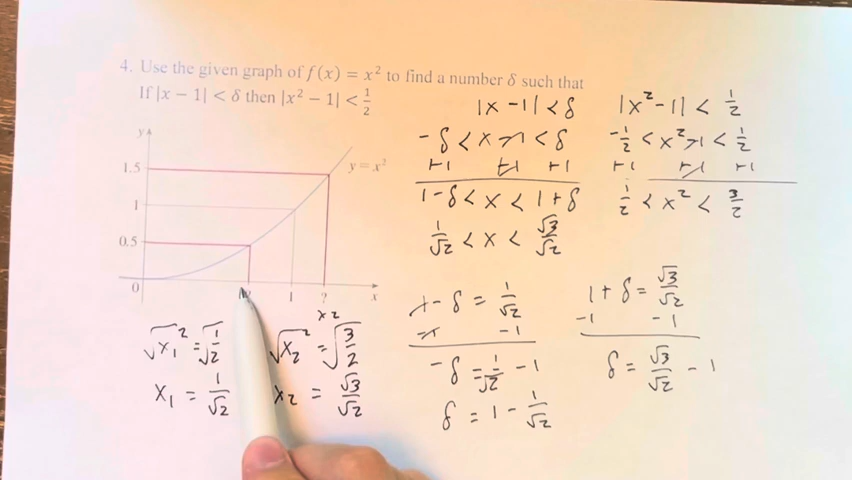 4. Use the given graph of f(x) = x² to find a number δ such that
If |x − 1| < δ then |x² − 1| < 1/2
y
1.5
1
0.5
0
1
?
x
y = x²
x2
√x₁² = √1/2
x₁ = 1/√2
√x₂² = √3/2
x₂ = √3/√2
|x -1| < δ
-δ < x -1 < δ
+1 +1 +1
1-δ < x < 1+δ
1/√2 < x < √3/√2
|x²-1| < 1/2
-1/2 < x²-1 < 1/2
+1 +1 +1
1/2 < x² < 3/2
1 - δ = 1/√2
-1 -1
-δ = 1/√2 - 1
δ = 1 - 1/√2
1 + δ = √3/√2
-1 -1
δ = √3/√2 - 1